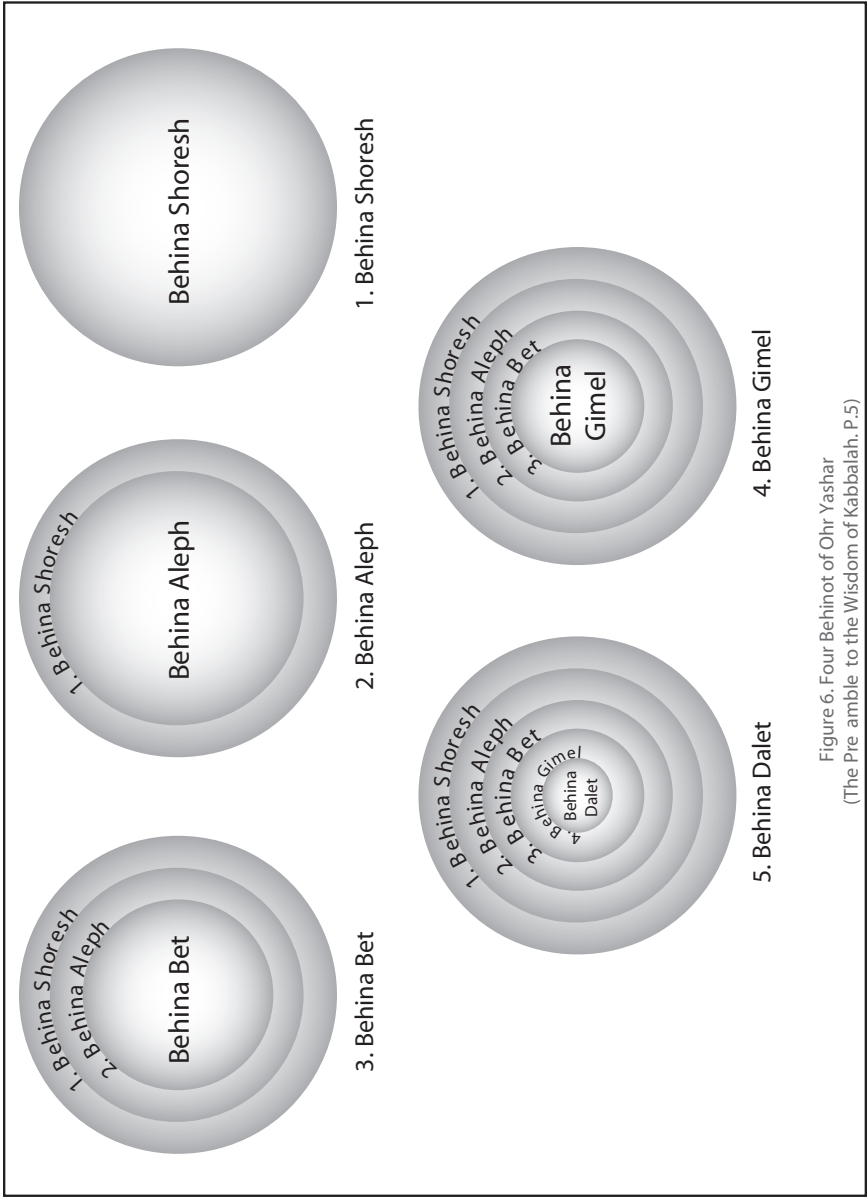 1. Behina Shoresh
2. Behina Aleph
Behina Bet
3. Behina Bet
1. Behina Shoresh
Behina Aleph
2. Behina Aleph
Behina Shoresh
1. Behina Shoresh
1. Behina Shoresh
2. Behina Aleph
3. Behina Bet
4. Behina Gimel
Behina
Dalet
5. Behina Dalet
1. Behina Shoresh
2. Behina Aleph
3. Behina Bet
Behina
Gimel
4. Behina Gimel
Figure 6. Four Behinot of Ohr Yashar
(The Pre amble to the Wisdom of Kabbalah. P.5)